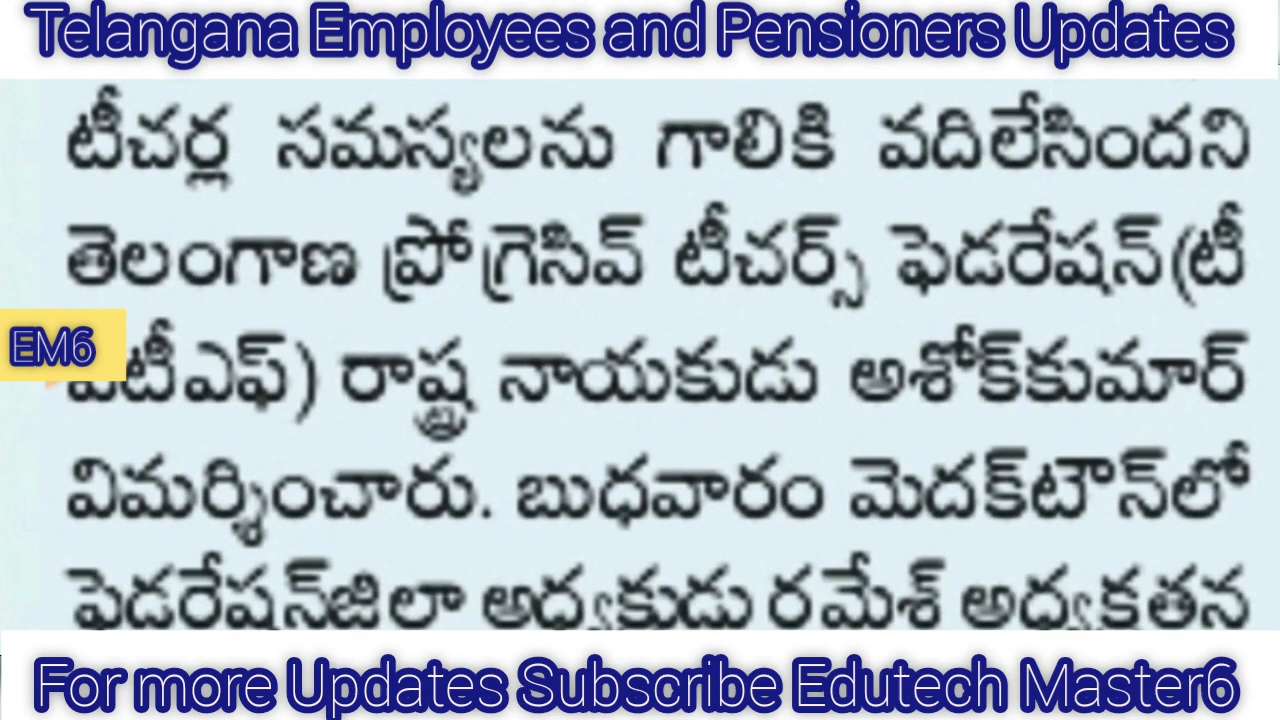 Telangana Employees and Pensioners Updates
టీచర్ల సమస్యలను గాలికి వదిలేసిందని
తెలంగాణ ప్రోగ్రెసివ్ టీచర్స్ ఫెడరేషన్(టీ
EM6
పీటీఎఫ్) రాష్ట్ర నాయకుడు అశోక్‌కుమార్
విమర్శించారు. బుధవారం మెదక్‌టౌన్‌లో
ఫెడరేషన్‌జిలా అధ్యక్షుడు రమేశ్ అధ్యక్షతన
For more Updates Subscribe Edutech Master6